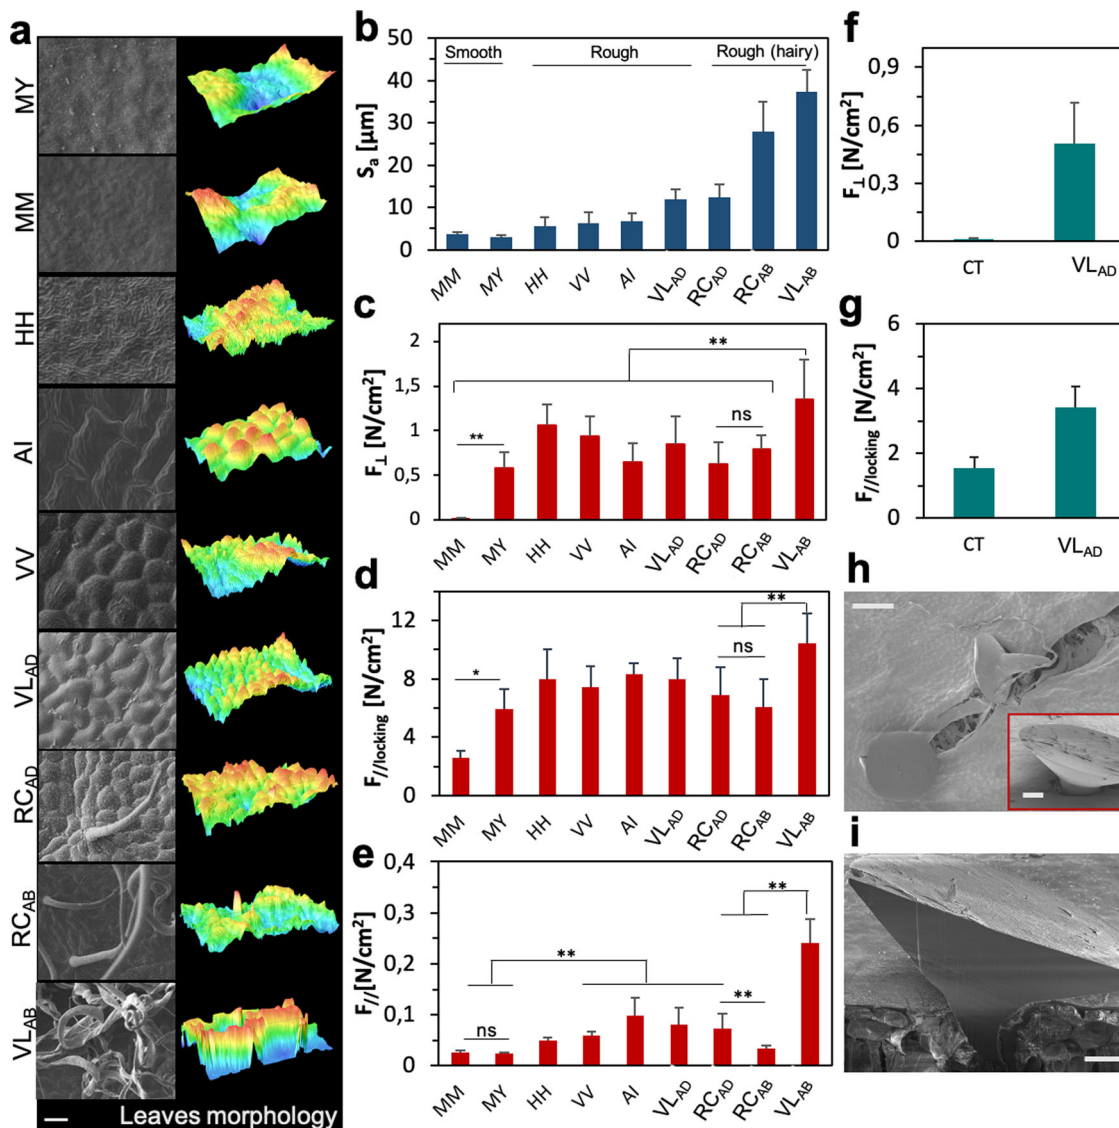 a
MY
MM
HH
AI
VV
VL_AD
RC_AD
RC_AB
VL_AB
Leaves morphology
b
50
40
30
20
10
0
S_a [µm]
Smooth
Rough
Rough (hairy)
MM MY HH VV AI VL_AD RC_AD RC_AB VL_AB
c
2
1,5
1
0,5
0
F⊥ [N/cm²]
**
ns
**
MM MY HH VV AI VL_AD RC_AD RC_AB VL_AB
d
12
8
4
0
F//locking [N/cm²]
*
ns
**
MM MY HH VV AI VL_AD RC_AD RC_AB VL_AB
e
0,4
0,3
0,2
0,1
0
F// [N/cm²]
ns
**
**
**
MM MY HH VV AI VL_AD RC_AD RC_AB VL_AB
f
0,9
0,6
0,3
0
F⊥ [N/cm²]
CT VL_AD
g
6
4
2
0
F//locking [N/cm²]
CT VL_AD
h
i